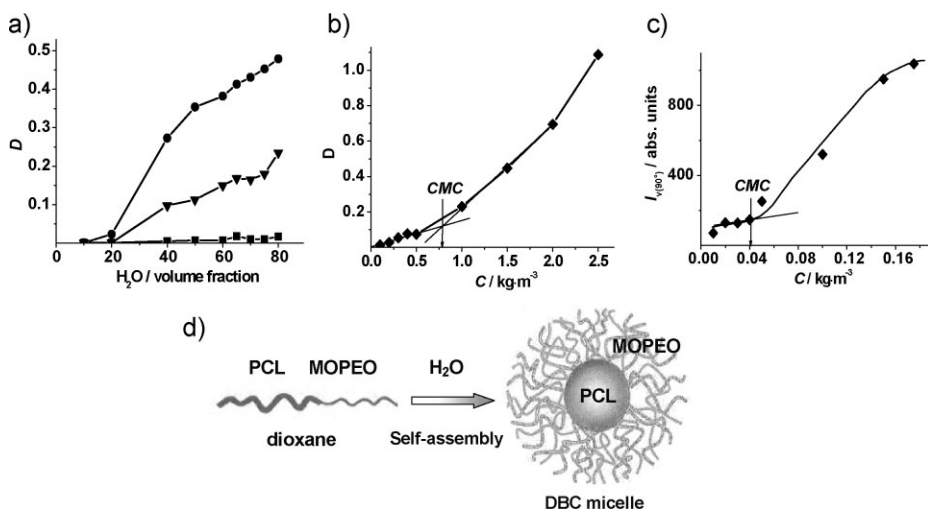 a)
0.5
0.4
0.3
0.2
0.1
D
0 20 40 60 80
H₂O / volume fraction
b)
1.0
0.8
0.6
0.4
0.2
D
CMC
0.0 0.5 1.0 1.5 2.0 2.5
C / kg·m⁻³
c)
800
400
I_v(90°) / abs. units
CMC
0.00 0.04 0.08 0.12 0.16
C / kg·m⁻³
d)
PCL MOPEO H₂O
dioxane Self-assembly
MOPEO
PCL
DBC micelle